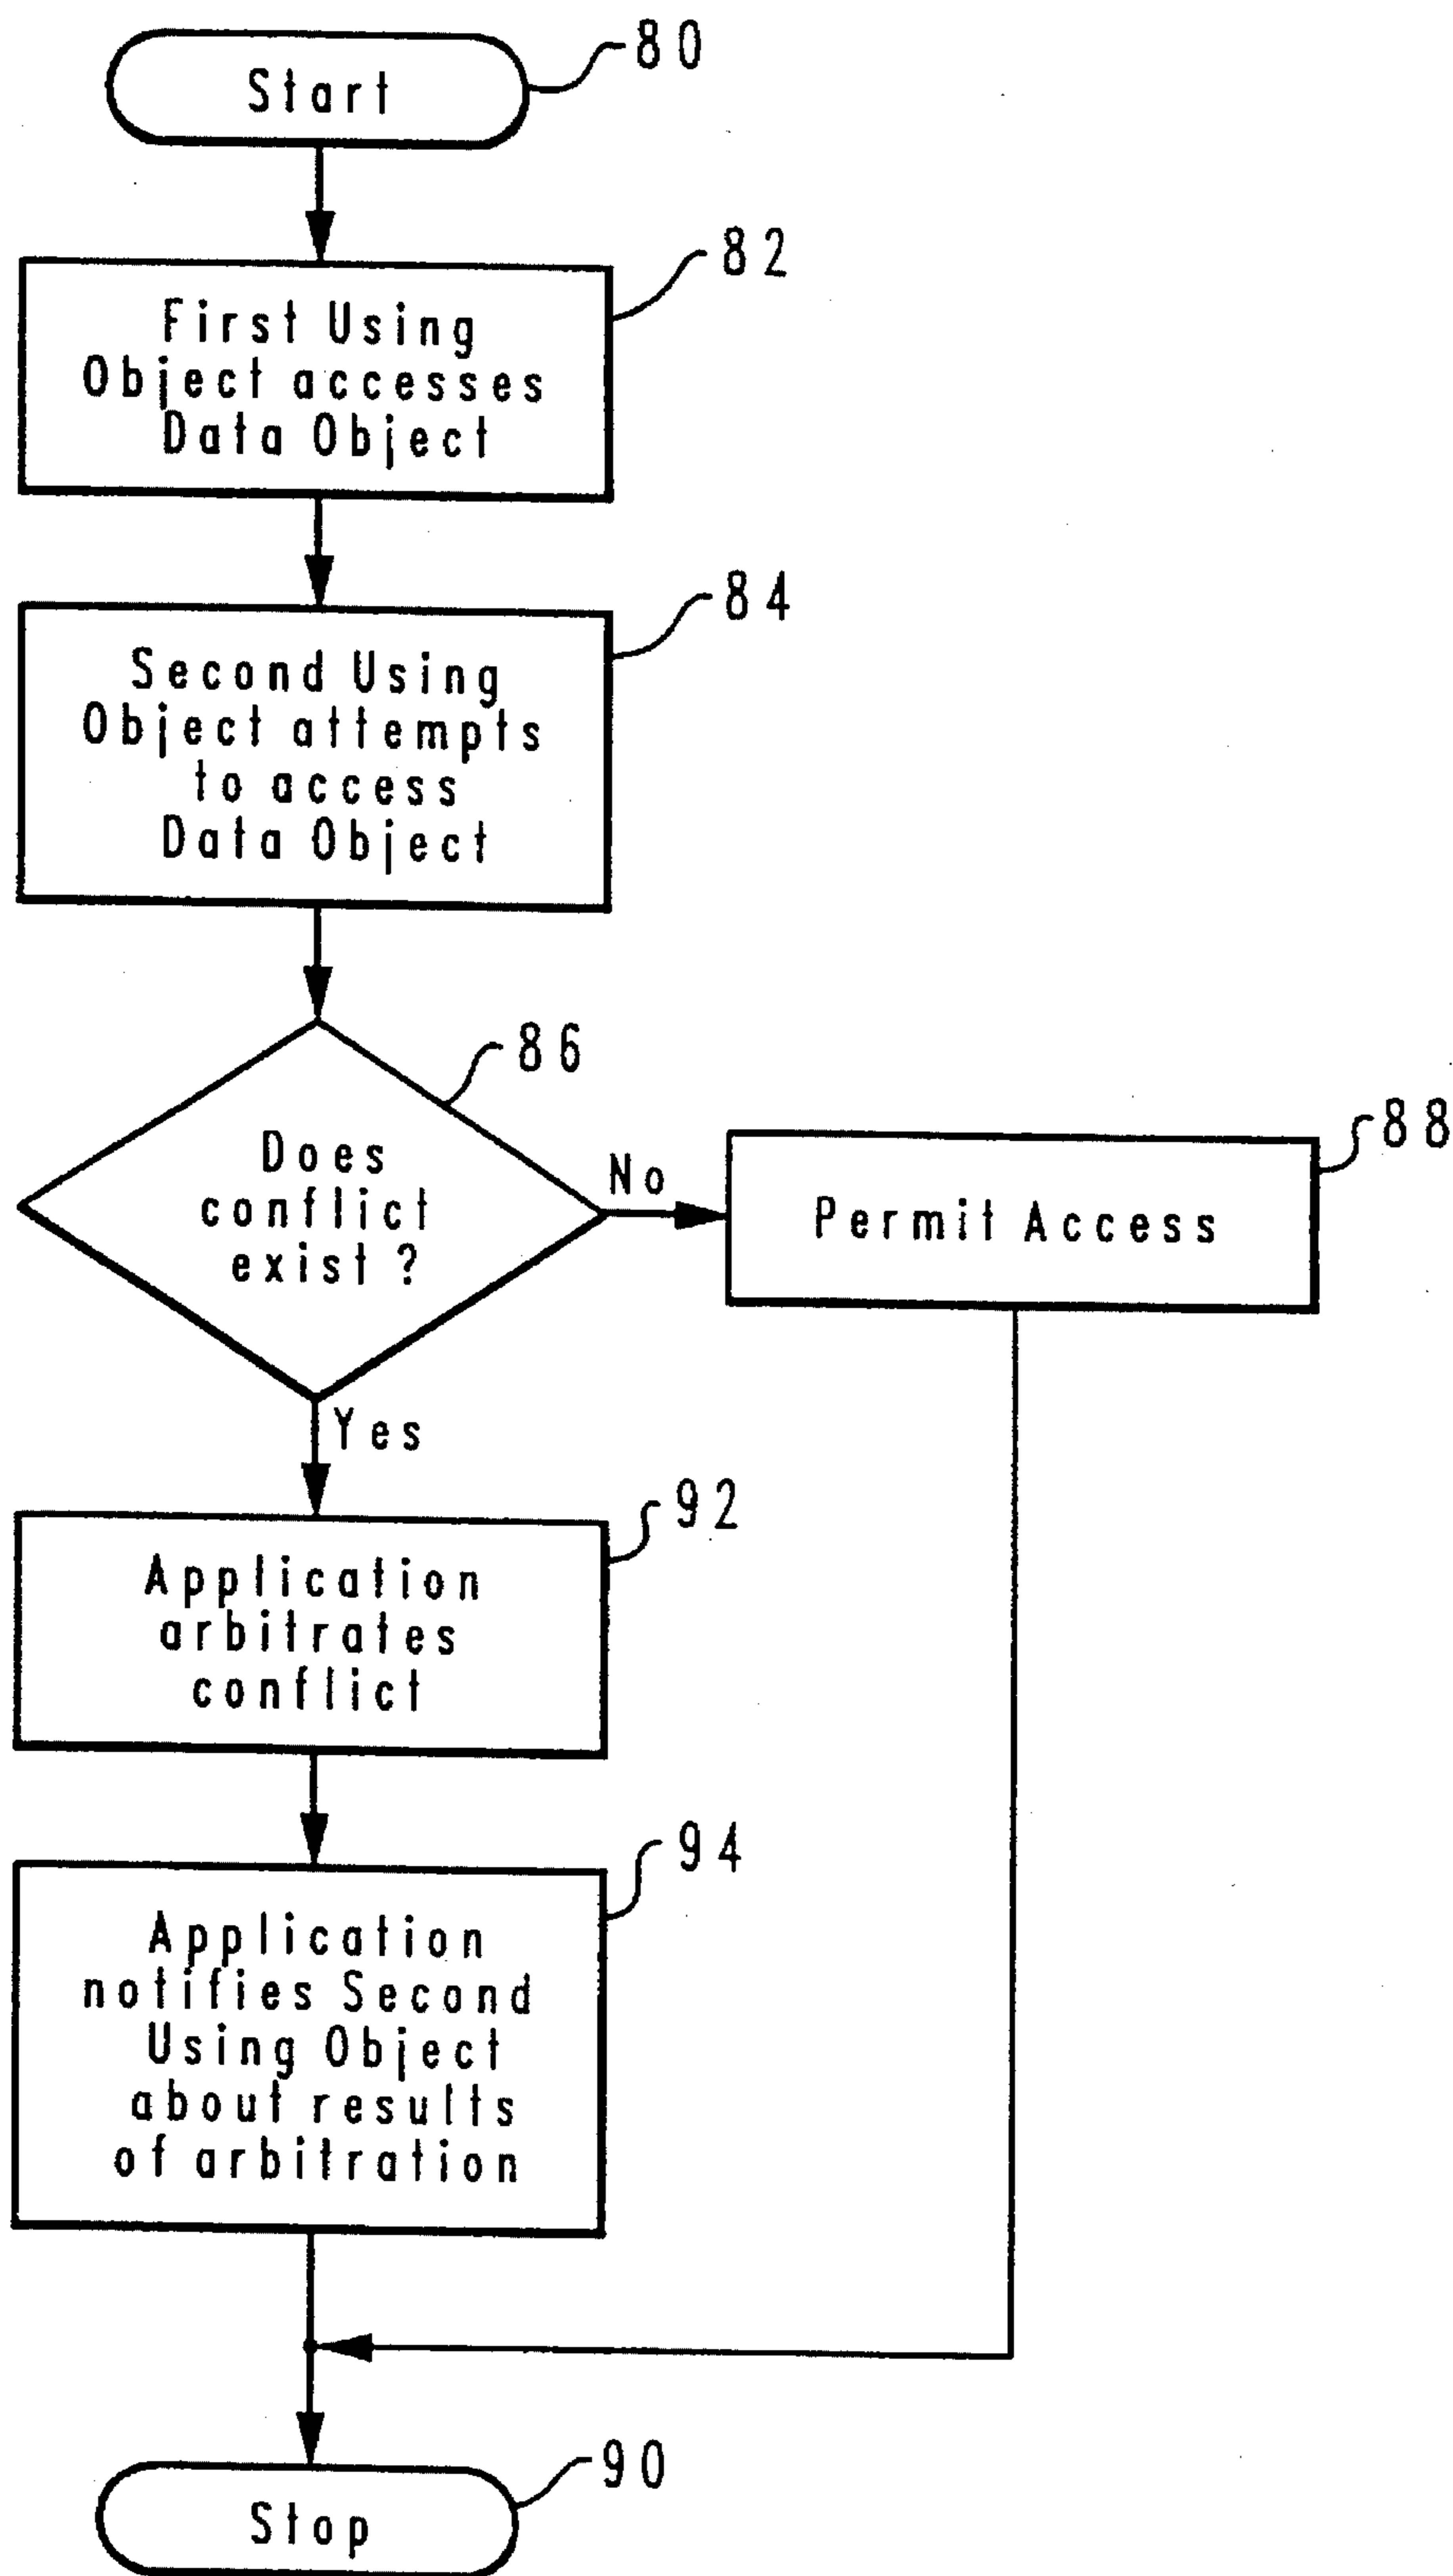 Start
80
First Using
Object accesses
Data Object
82
Second Using
Object attempts
to access
Data Object
84
Does
conflict
exist ?
86
No
Permit Access
88
Yes
Application
arbitrates
conflict
92
Application
notifies Second
Using Object
about results
of arbitration
94
Stop
90